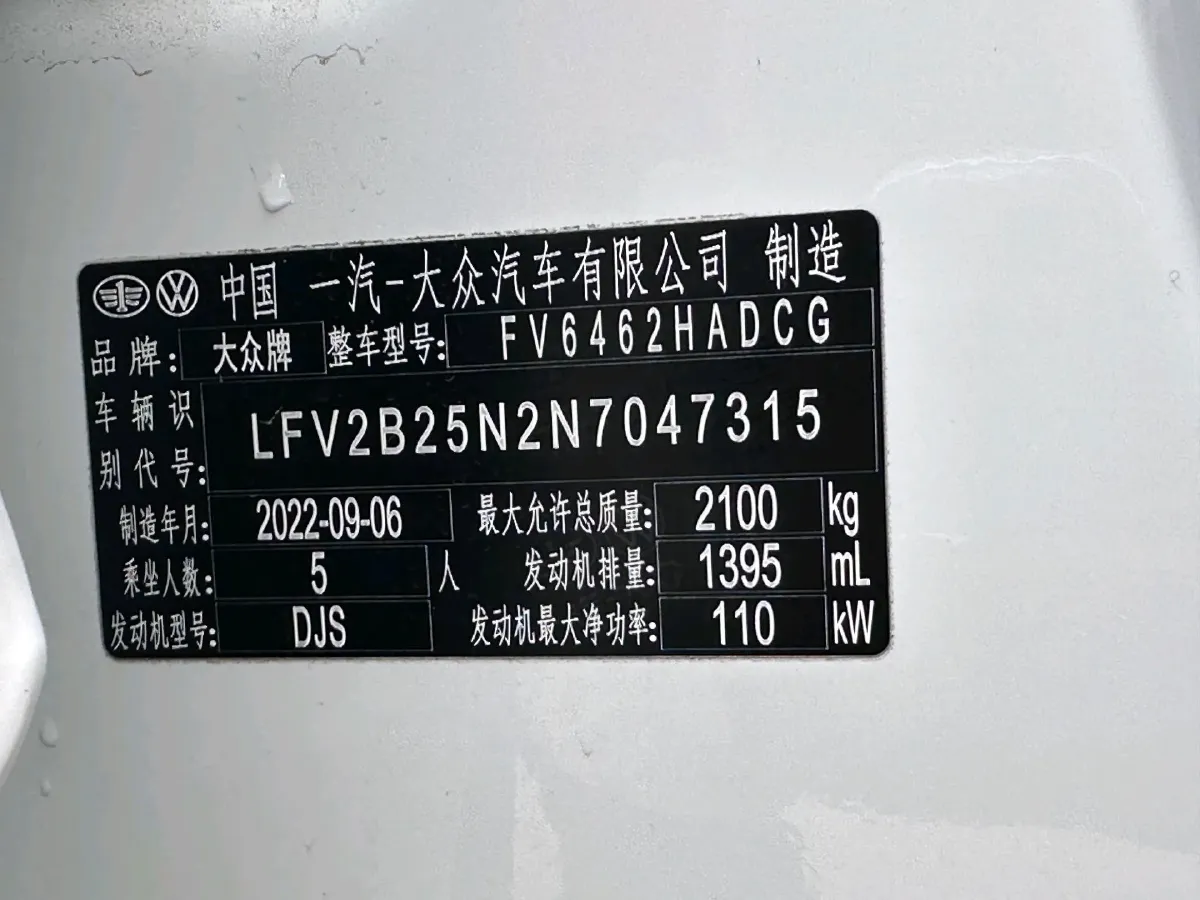 中国 一汽-大众汽车有限公司 制造
品牌: 大众牌 整车型号: FV6462HADCG
车辆识别代号: LFV2B25N2N7047315
制造年月: 2022-09-06 最大允许总质量: 2100 kg
乘坐人数: 5 人 发动机排量: 1395 mL
发动机型号: DJS 发动机最大净功率: 110 kW